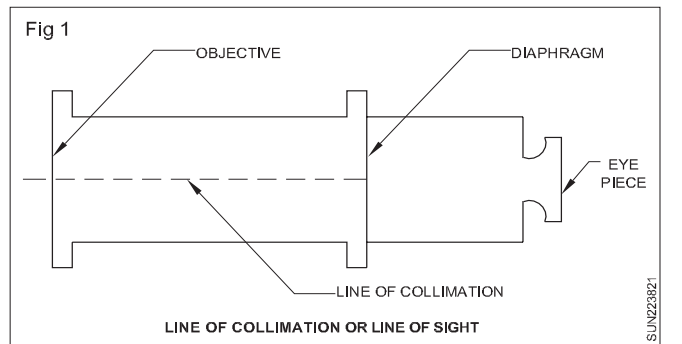 Fig 1
OBJECTIVE
DIAPHRAGM
EYE
PIECE
LINE OF COLLIMATION
LINE OF COLLIMATION OR LINE OF SIGHT
SUN223821